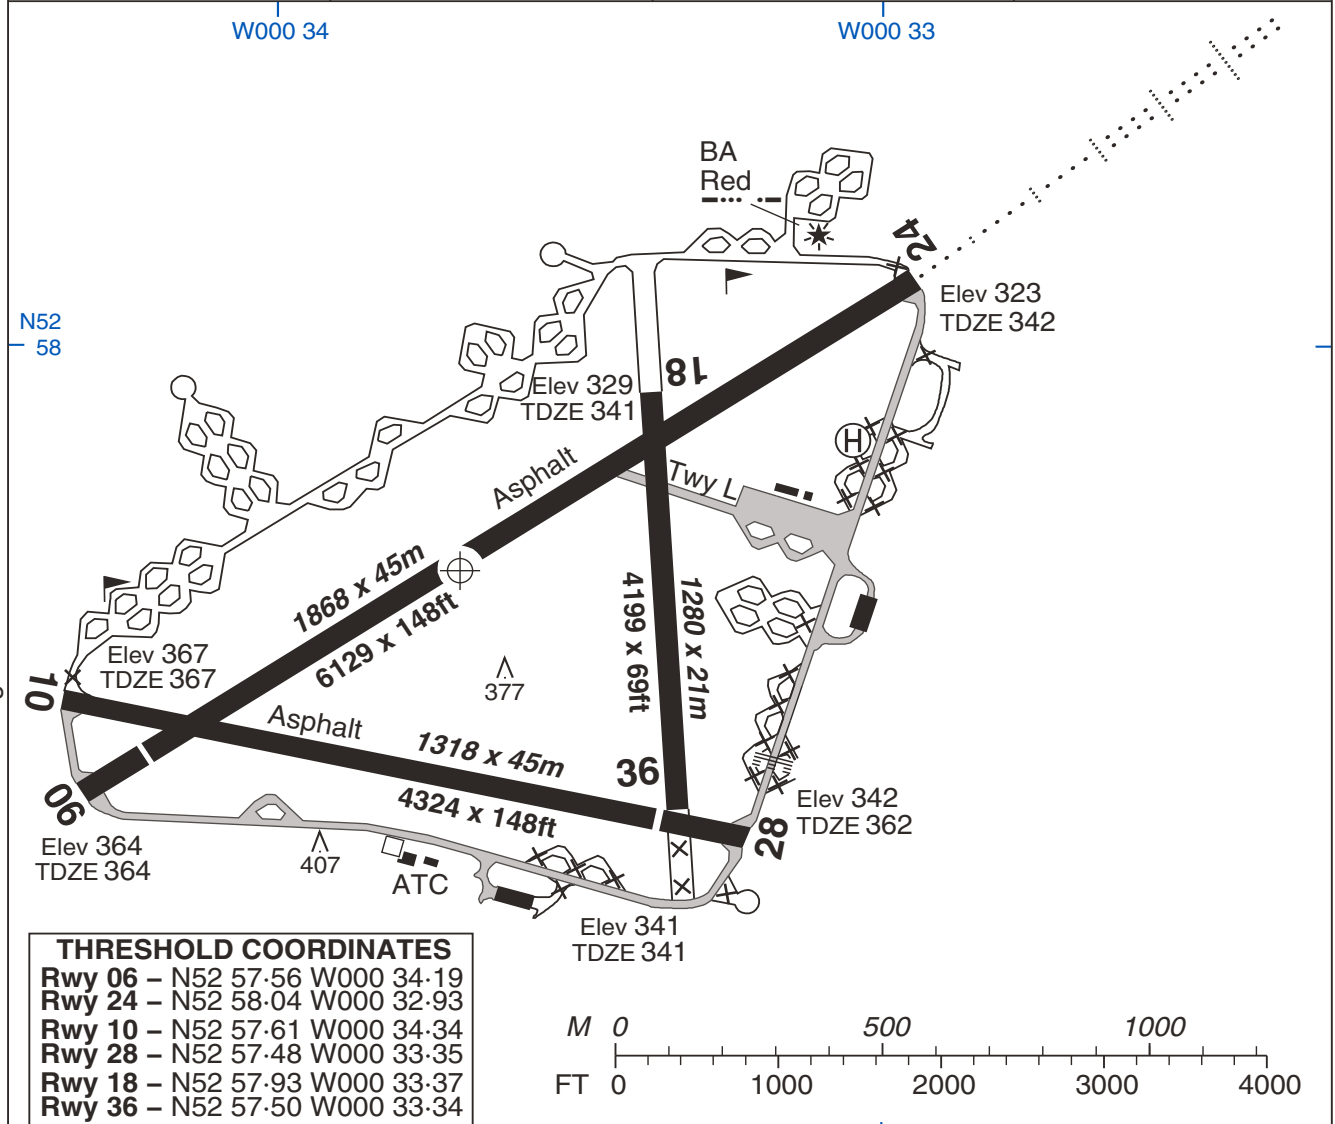 W000 34
W000 33
BA
Red
24
Elev 323
TDZE 342
N52
58
18
Elev 329
TDZE 341
H
Asphalt
Twy L
1868 x 45m
6129 x 148ft
4199 x 69ft
1280 x 21m
Elev 367
TDZE 367
377
10
Asphalt
1318 x 45m
4324 x 148ft
36
06
Elev 342
TDZE 362
28
Elev 364
TDZE 364
407
ATC
Elev 341
TDZE 341
THRESHOLD COORDINATES
Rwy 06 – N52 57·56 W000 34·19
Rwy 24 – N52 58·04 W000 32·93
Rwy 10 – N52 57·61 W000 34·34
Rwy 28 – N52 57·48 W000 33·35
Rwy 18 – N52 57·93 W000 33·37
Rwy 36 – N52 57·50 W000 33·34
M 0 500 1000
FT 0 1000 2000 3000 4000